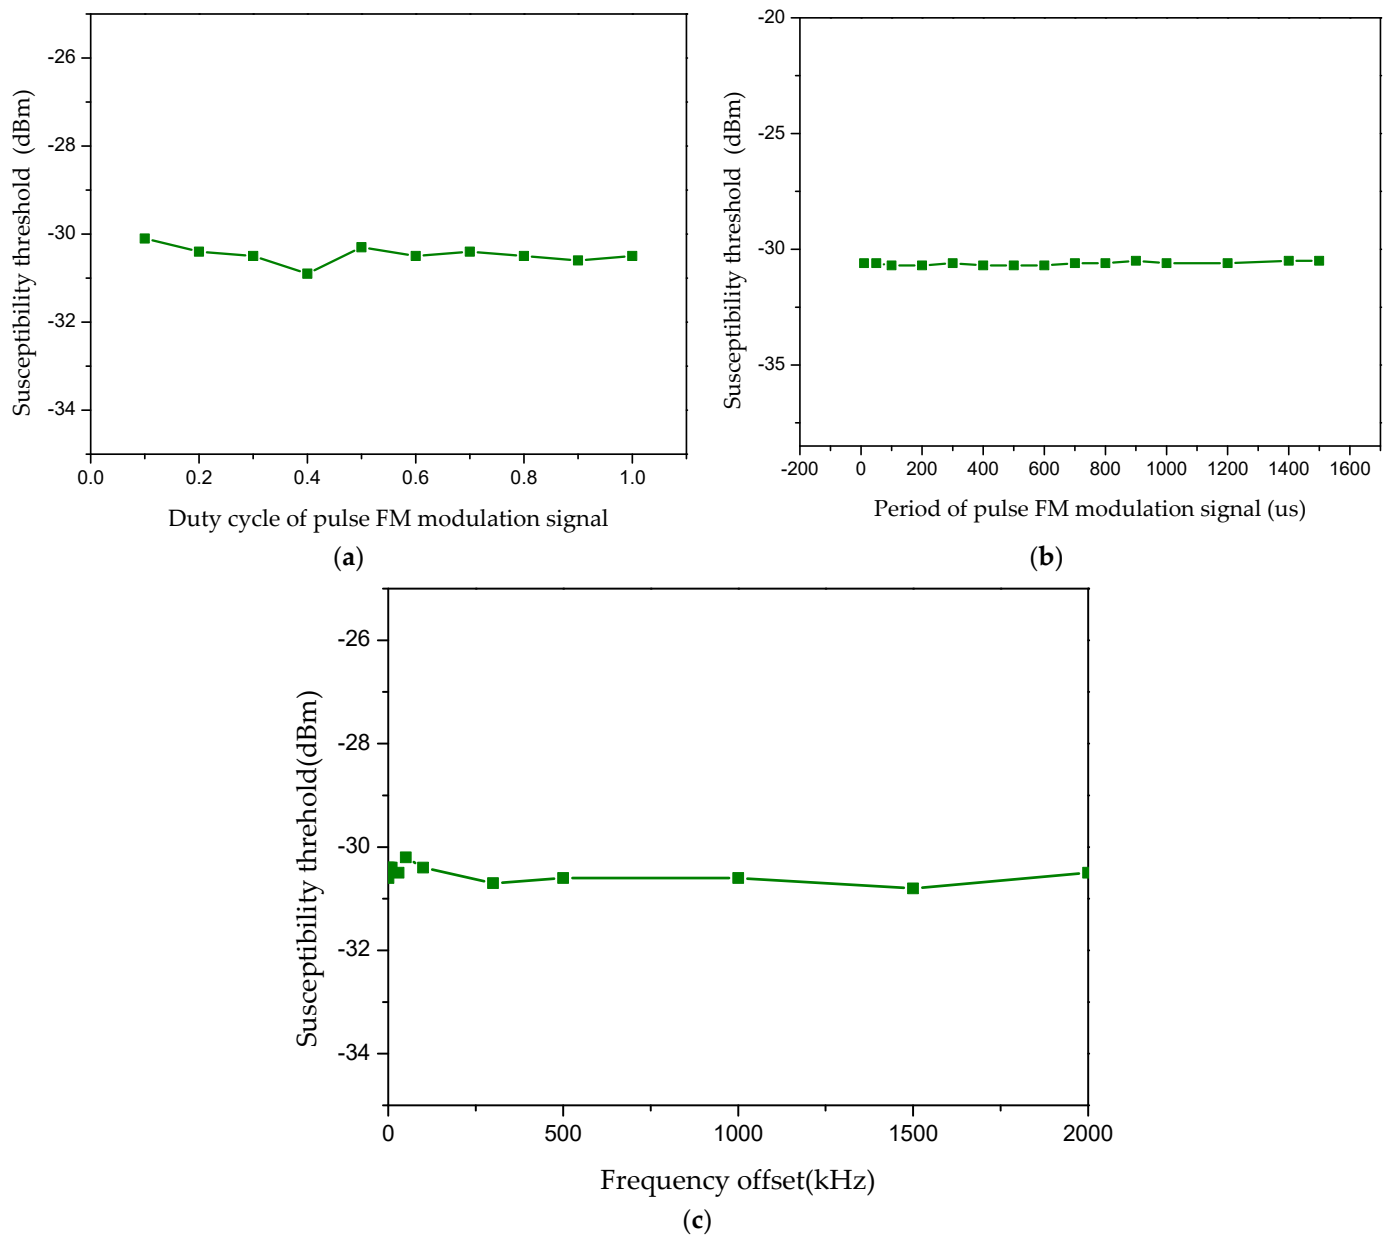 -26
-28
-30
-32
-34
Susceptibility threshold (dBm)
0.0 0.2 0.4 0.6 0.8 1.0
Duty cycle of pulse FM modulation signal
(a)
-20
-25
-30
-35
Susceptibility threshold (dBm)
-200 0 200 400 600 800 1000 1200 1400 1600
Period of pulse FM modulation signal (us)
(b)
-26
-28
-30
-32
-34
Susceptibility threhold(dBm)
0 500 1000 1500 2000
Frequency offset(kHz)
(c)